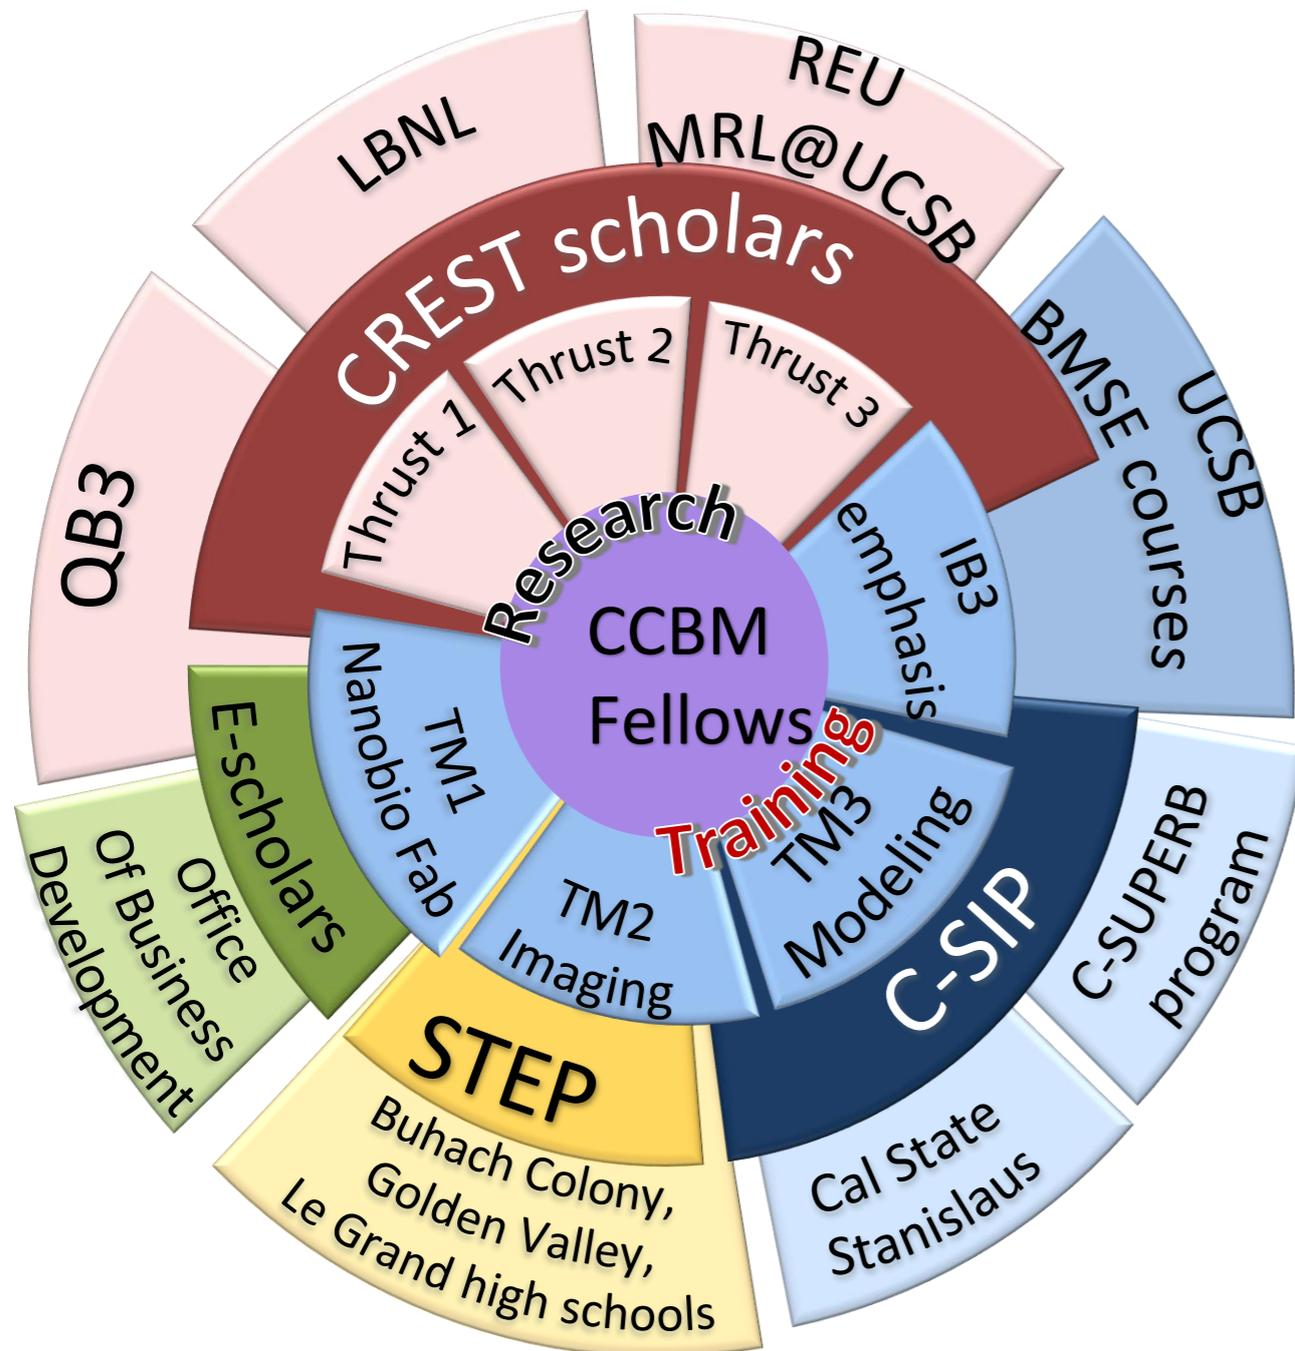 LBNL
REU
MRL@UCSB
QB3
CREST scholars
UCSB
BMSE courses
Thrust 1
Thrust 2
Thrust 3
IB3
emphasis
Research
CCBM
Fellows
Training
TM1
Nanobio Fab
TM2
Imaging
TM3
Modeling
E-scholars
Office
Of Business
Development
STEP
Buhach Colony,
Golden Valley,
Le Grand high schools
C-SIP
C-SUPERB
program
Cal State
Stanislaus